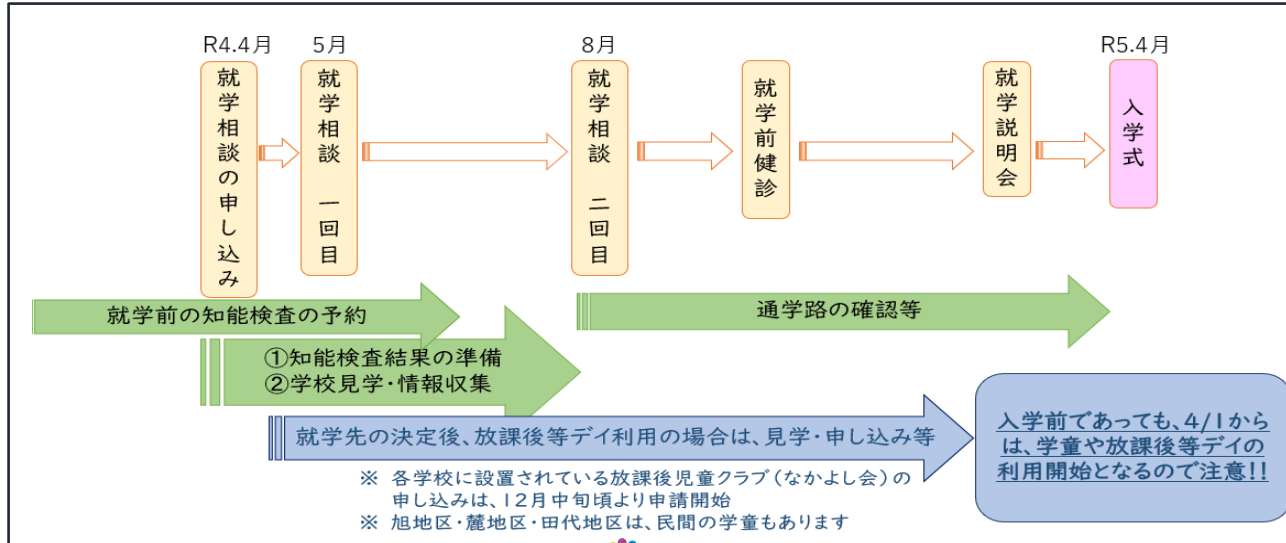 R4.4月
5月
8月
R5.4月
就学相談の申し込み
就学相談　一回目
就学相談　二回目
就学前健診
就学説明会
入学式
就学前の知能検査の予約
通学路の確認等
①知能検査結果の準備
②学校見学・情報収集
就学先の決定後、放課後等デイ利用の場合は、見学・申し込み等
入学前であっても、4/1から
は、学童や放課後等デイの
利用開始となるので注意!!
※ 各学校に設置されている放課後児童クラブ(なかよし会)の
申し込みは、12月中旬頃より申請開始
※ 旭地区・麓地区・田代地区は、民間の学童もあります